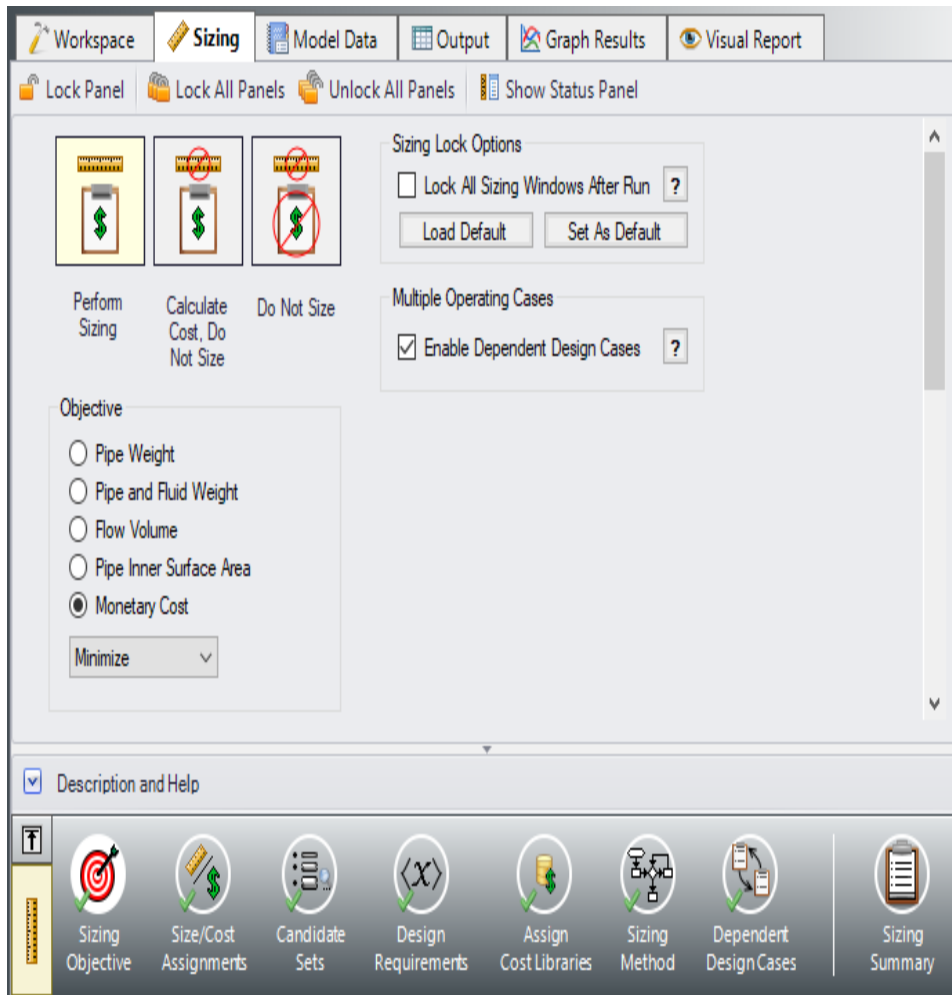 Workspace
Sizing
Model Data
Output
Graph Results
Visual Report
Lock Panel
Lock All Panels
Unlock All Panels
Show Status Panel
Perform
Sizing
Calculate
Cost, Do
Not Size
Do Not Size
Sizing Lock Options
Lock All Sizing Windows After Run
?
Load Default
Set As Default
Multiple Operating Cases
Enable Dependent Design Cases
?
Objective
Pipe Weight
Pipe and Fluid Weight
Flow Volume
Pipe Inner Surface Area
Monetary Cost
Minimize
Description and Help
Sizing
Objective
Size/Cost
Assignments
Candidate
Sets
⟨x⟩
Design
Requirements
Assign
Cost Libraries
Sizing
Method
Dependent
Design Cases
Sizing
Summary